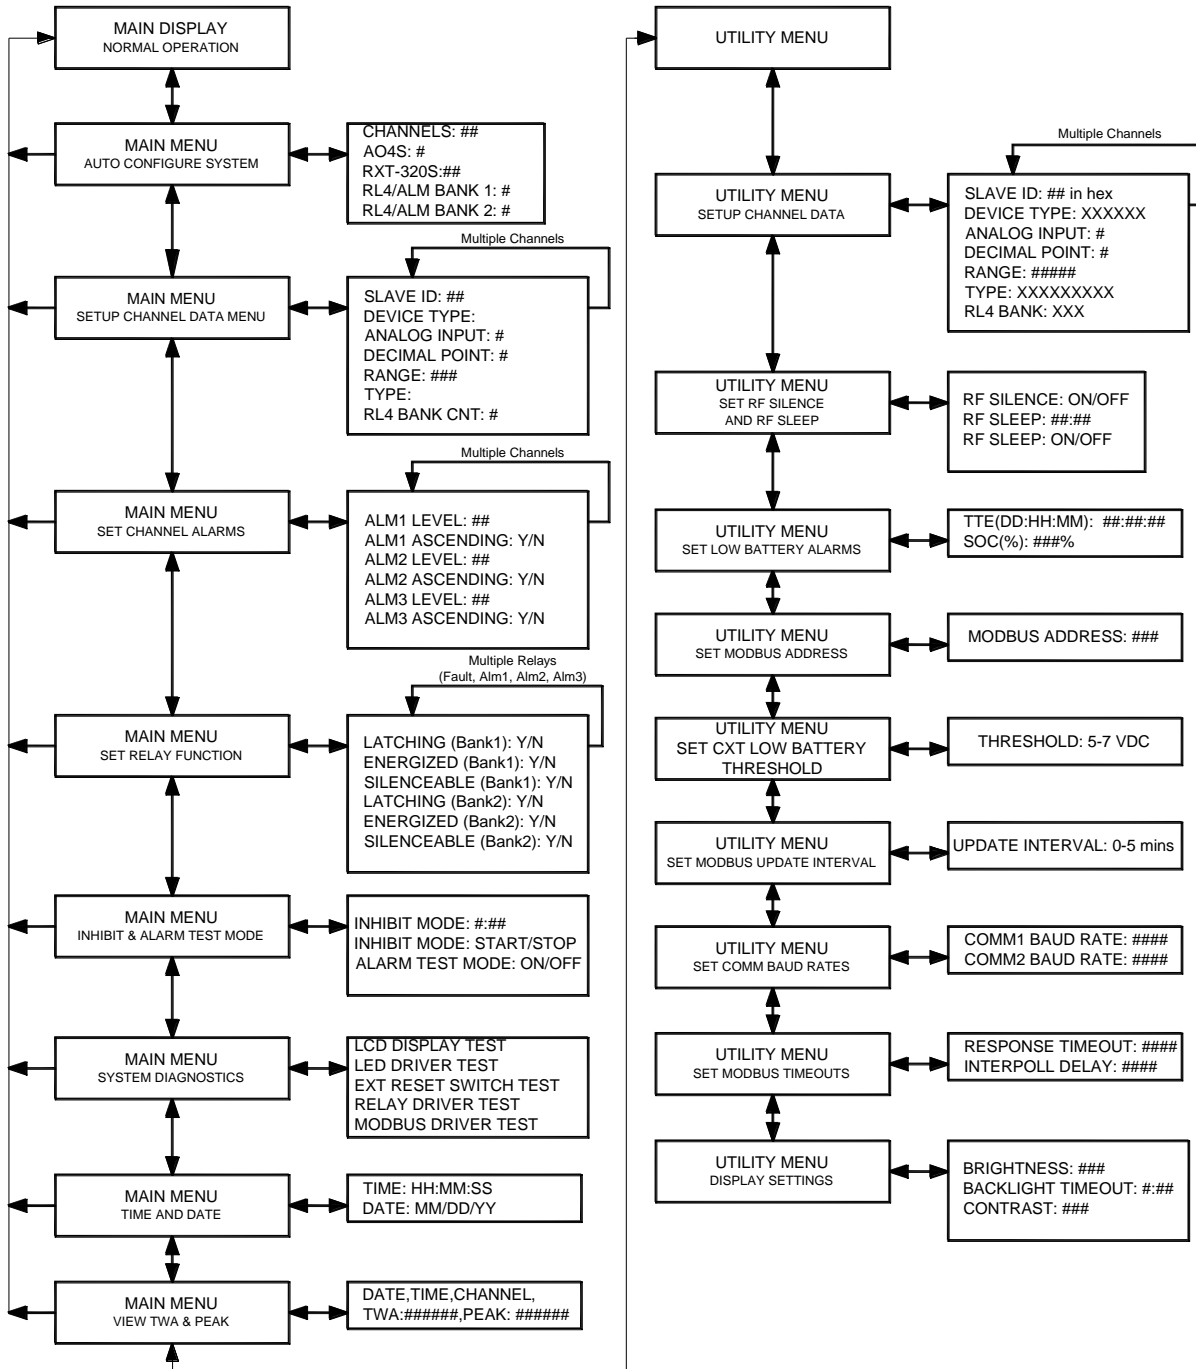 MAIN DISPLAY
NORMAL OPERATION
MAIN MENU
AUTO CONFIGURE SYSTEM
CHANNELS: ##
AO4S: #
RXT-320S:##
RL4/ALM BANK 1: #
RL4/ALM BANK 2: #
MAIN MENU
SETUP CHANNEL DATA MENU
Multiple Channels
SLAVE ID: ##
DEVICE TYPE:
ANALOG INPUT: #
DECIMAL POINT: #
RANGE: ###
TYPE:
RL4 BANK CNT: #
MAIN MENU
SET CHANNEL ALARMS
Multiple Channels
ALM1 LEVEL: ##
ALM1 ASCENDING: Y/N
ALM2 LEVEL: ##
ALM2 ASCENDING: Y/N
ALM3 LEVEL: ##
ALM3 ASCENDING: Y/N
MAIN MENU
SET RELAY FUNCTION
Multiple Relays
(Fault, Alm1, Alm2, Alm3)
LATCHING (Bank1): Y/N
ENERGIZED (Bank1): Y/N
SILENCEABLE (Bank1): Y/N
LATCHING (Bank2): Y/N
ENERGIZED (Bank2): Y/N
SILENCEABLE (Bank2): Y/N
MAIN MENU
INHIBIT & ALARM TEST MODE
INHIBIT MODE: #:##
INHIBIT MODE: START/STOP
ALARM TEST MODE: ON/OFF
MAIN MENU
SYSTEM DIAGNOSTICS
LCD DISPLAY TEST
LED DRIVER TEST
EXT RESET SWITCH TEST
RELAY DRIVER TEST
MODBUS DRIVER TEST
MAIN MENU
TIME AND DATE
TIME: HH:MM:SS
DATE: MM/DD/YY
MAIN MENU
VIEW TWA & PEAK
DATE,TIME,CHANNEL,
TWA:######,PEAK: ######
UTILITY MENU
UTILITY MENU
SETUP CHANNEL DATA
Multiple Channels
SLAVE ID: ## in hex
DEVICE TYPE: XXXXXX
ANALOG INPUT: #
DECIMAL POINT: #
RANGE: #####
TYPE: XXXXXXXXX
RL4 BANK: XXX
UTILITY MENU
SET RF SILENCE
AND RF SLEEP
RF SILENCE: ON/OFF
RF SLEEP: ##:##
RF SLEEP: ON/OFF
UTILITY MENU
SET LOW BATTERY ALARMS
TTE(DD:HH:MM): ##:##:##
SOC(%): ###%
UTILITY MENU
SET MODBUS ADDRESS
MODBUS ADDRESS: ###
UTILITY MENU
SET CXT LOW BATTERY
THRESHOLD
THRESHOLD: 5-7 VDC
UTILITY MENU
SET MODBUS UPDATE INTERVAL
UPDATE INTERVAL: 0-5 mins
UTILITY MENU
SET COMM BAUD RATES
COMM1 BAUD RATE: ####
COMM2 BAUD RATE: ####
UTILITY MENU
SET MODBUS TIMEOUTS
RESPONSE TIMEOUT: ####
INTERPOLL DELAY: ####
UTILITY MENU
DISPLAY SETTINGS
BRIGHTNESS: ###
BACKLIGHT TIMEOUT: #:##
CONTRAST: ###